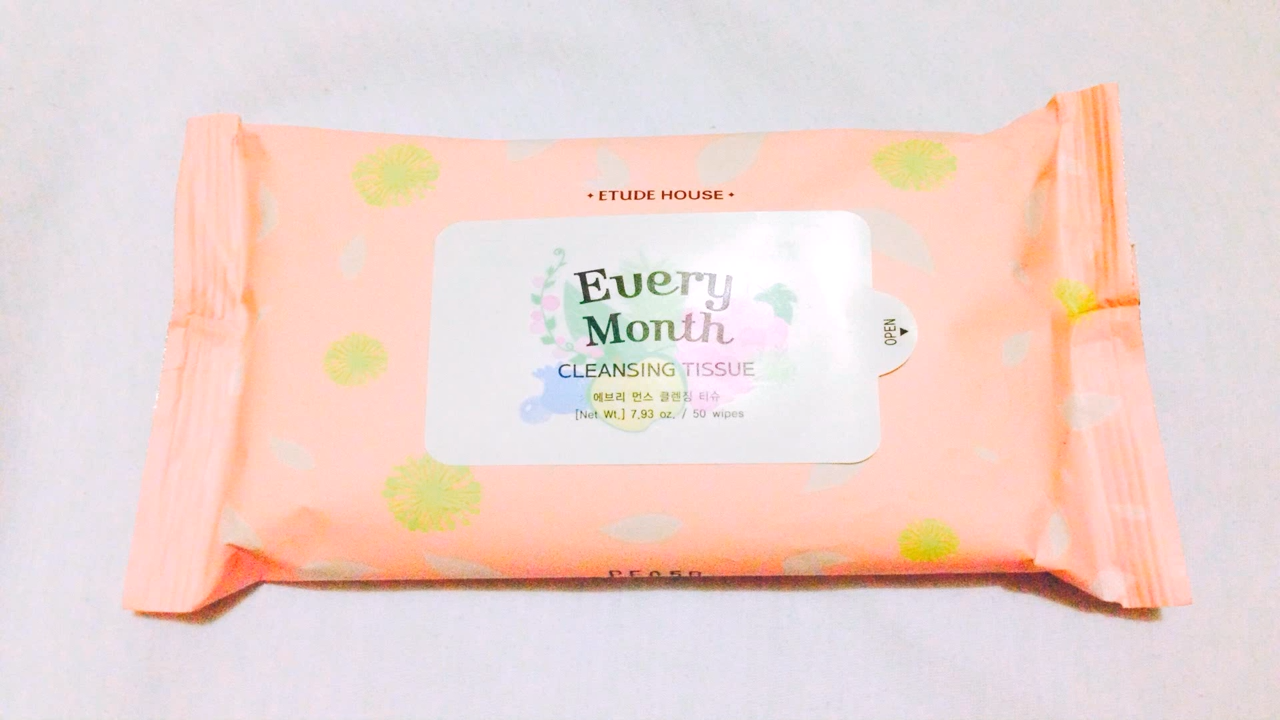 ETUDE HOUSE
Every
Month
CLEANSING TISSUE
에브리 먼스 클렌징 티슈
[Net Wt.] 7.93 oz. / 50 wipes
OPEN